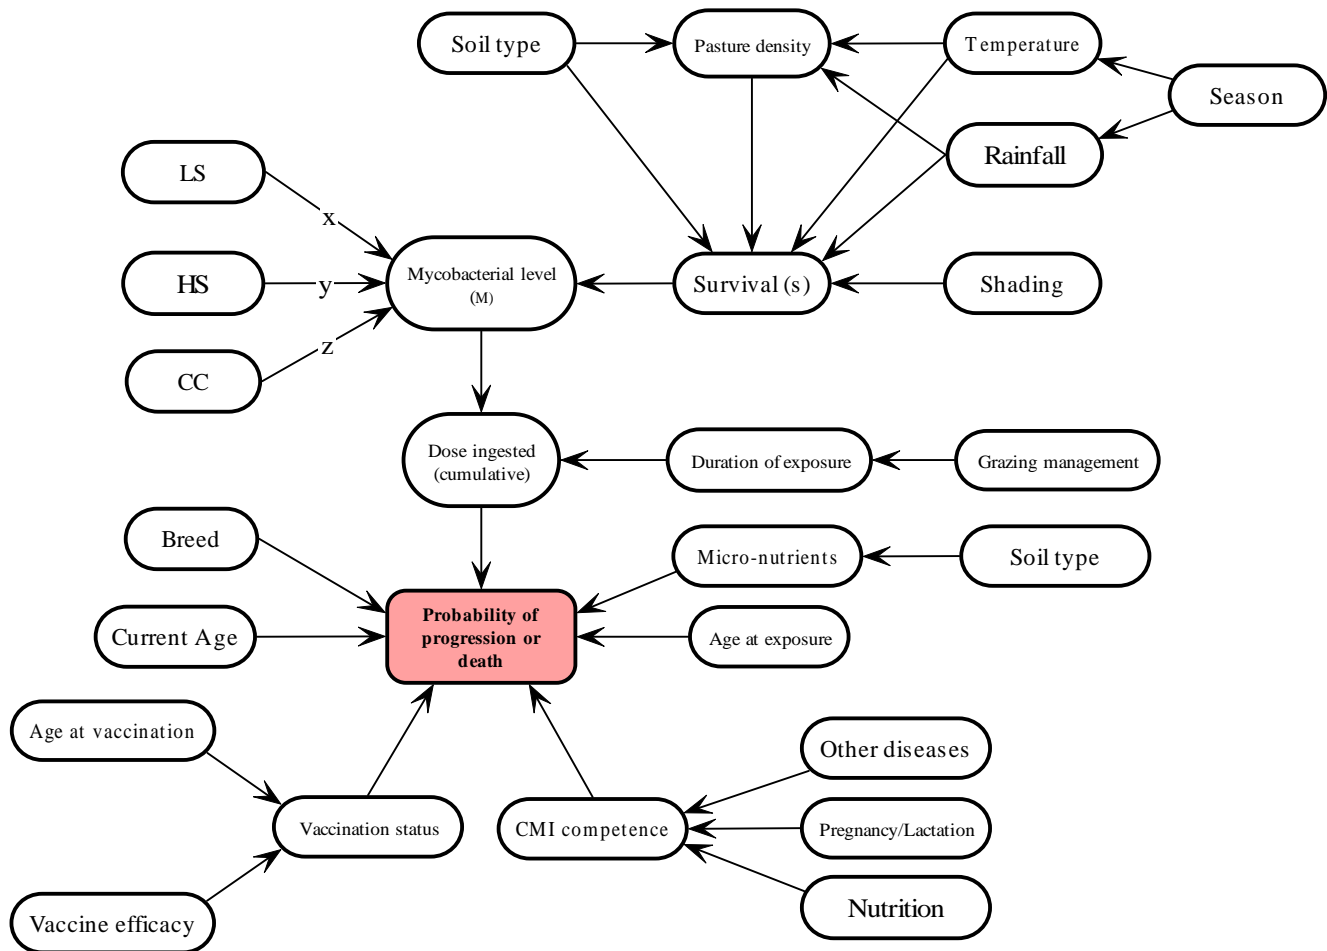 Soil type
Pasture density
Temperature
Season
Rainfall
LS
x
HS
y
Mycobacterial level
(M)
Survival (s)
Shading
CC
z
Dose ingested
(cumulative)
Duration of exposure
Grazing management
Breed
Micro-nutrients
Soil type
Current Age
Probability of
progression or
death
Age at exposure
Age at vaccination
Other diseases
Vaccination status
CMI competence
Pregnancy/Lactation
Vaccine efficacy
Nutrition